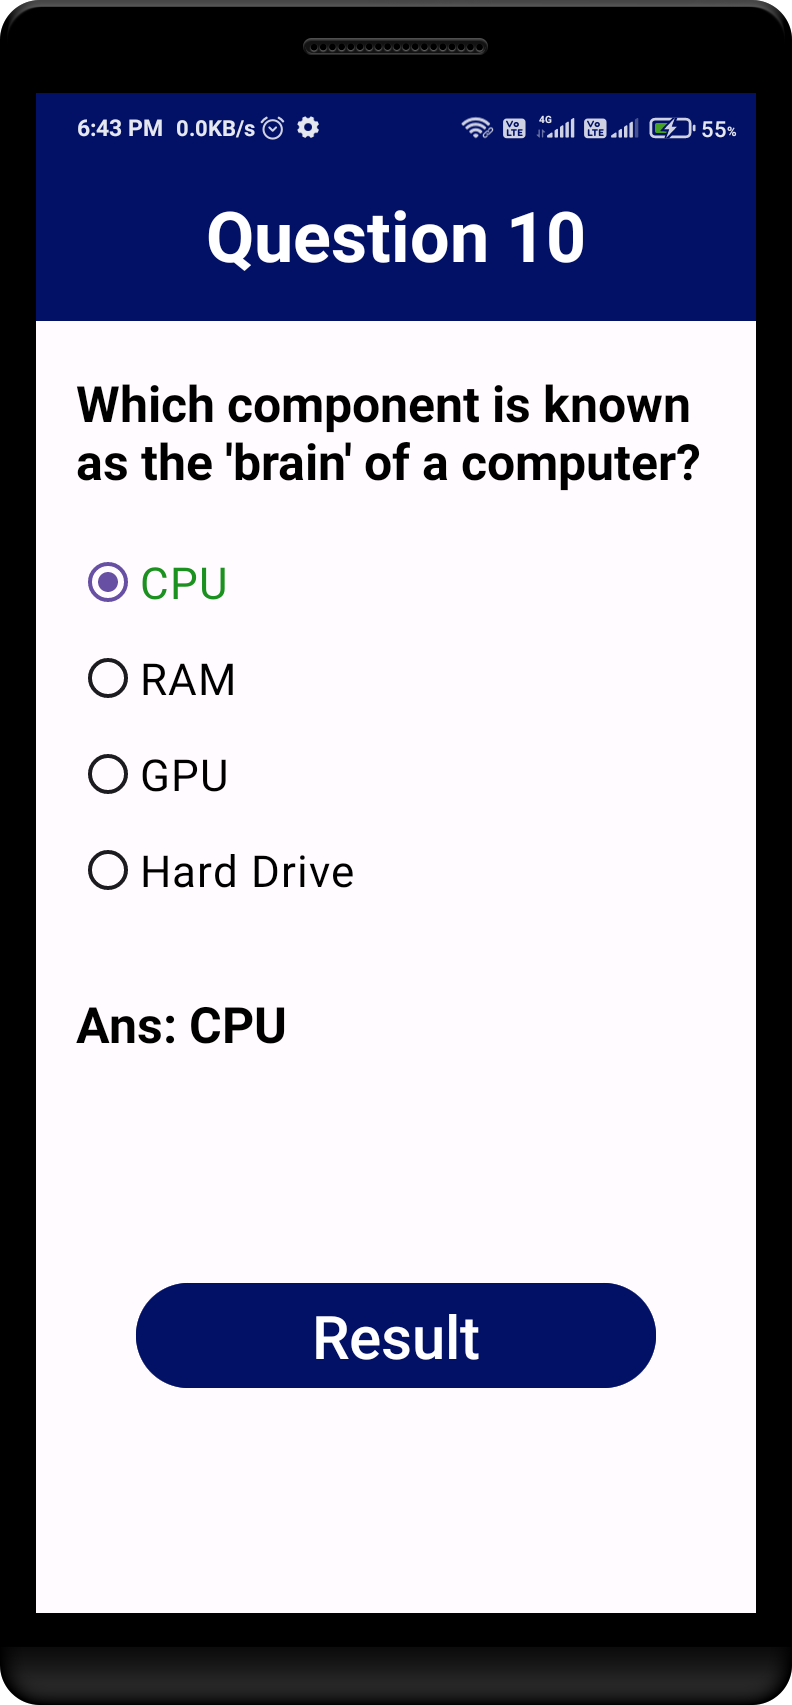 6:43 PM 0.0KB/s Vo LTE 4G Vo LTE 55%
Question 10
Which component is known
as the 'brain' of a computer?
CPU
RAM
GPU
Hard Drive
Ans: CPU
Result